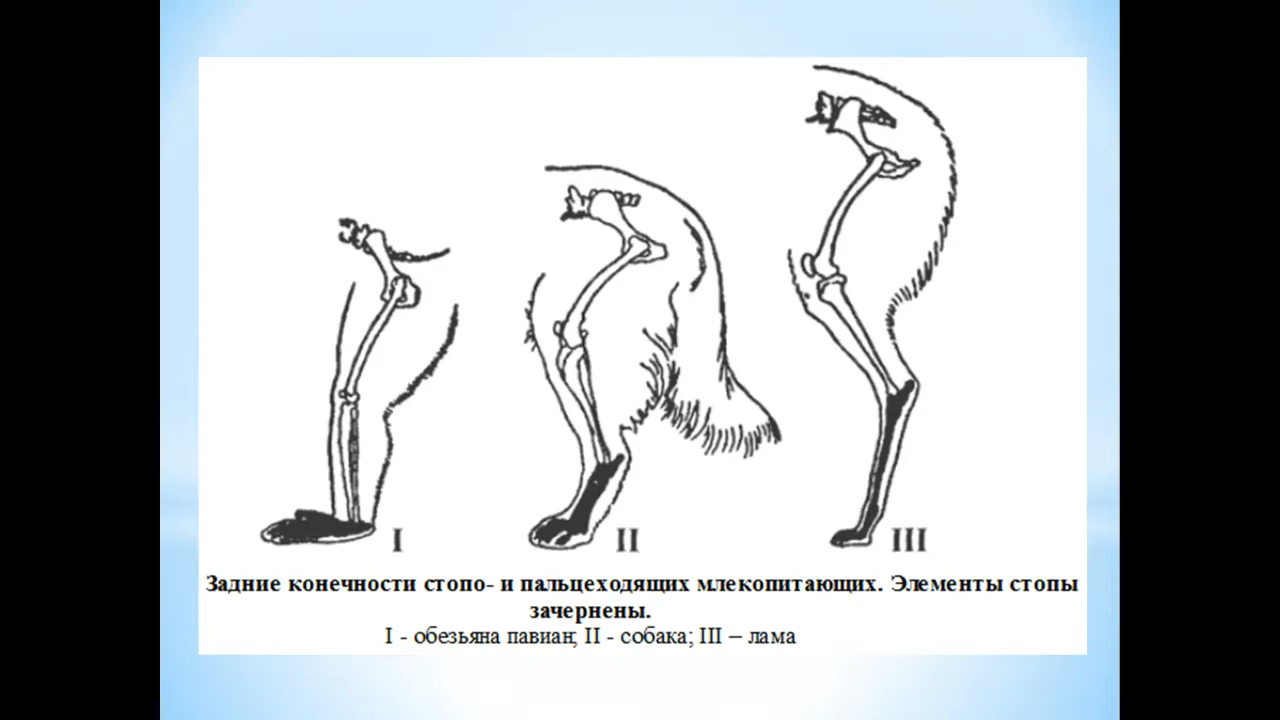 I II III
Задние конечности стопо- и пальцеходящих млекопитающих. Элементы стопы
зачернены.
I - обезьяна павиан; II - собака; III – лама